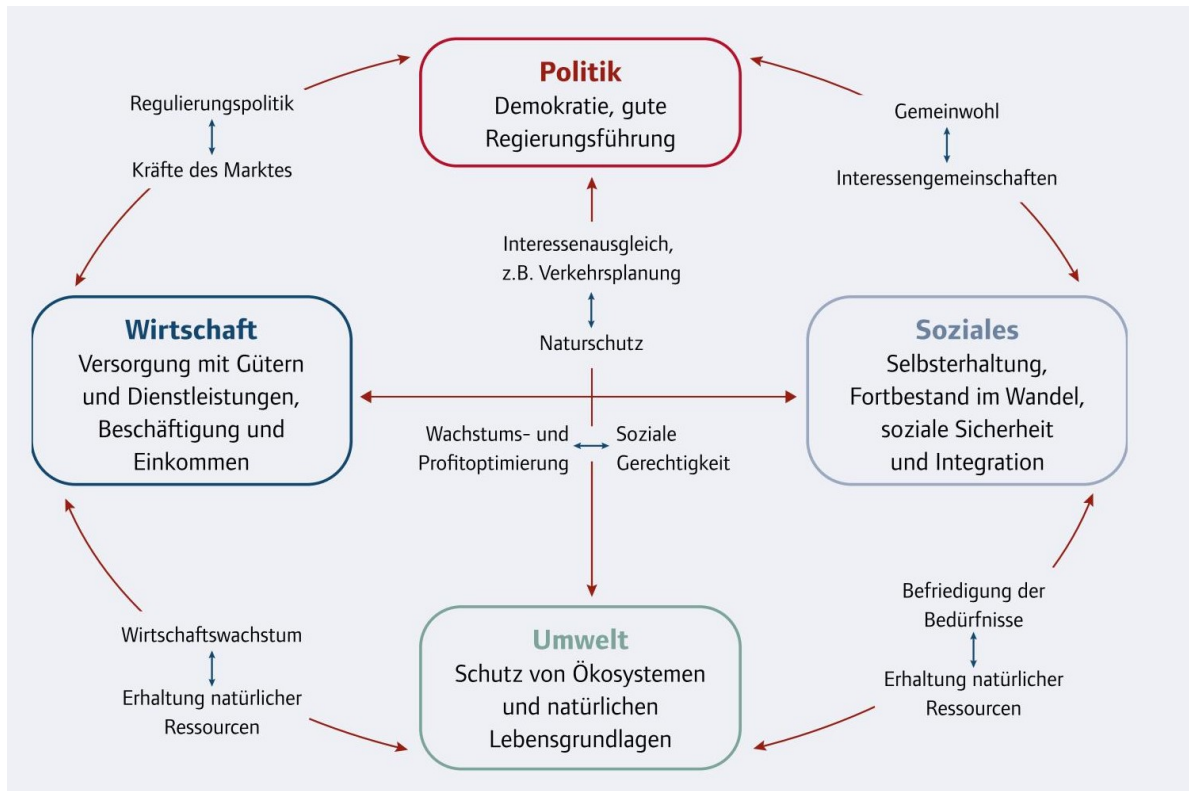 Politik
Demokratie, gute
Regierungsführung
Regulierungspolitik
Kräfte des Marktes
Gemeinwohl
Interessengemeinschaften
Interessenausgleich,
z.B. Verkehrsplanung
Naturschutz
Wirtschaft
Versorgung mit Gütern
und Dienstleistungen,
Beschäftigung und
Einkommen
Soziales
Selbsterhaltung,
Fortbestand im Wandel,
soziale Sicherheit
und Integration
Wachstums- und
Profitoptimierung
Soziale
Gerechtigkeit
Wirtschaftswachstum
Erhaltung natürlicher
Ressourcen
Befriedigung der
Bedürfnisse
Erhaltung natürlicher
Ressourcen
Umwelt
Schutz von Ökosystemen
und natürlichen
Lebensgrundlagen